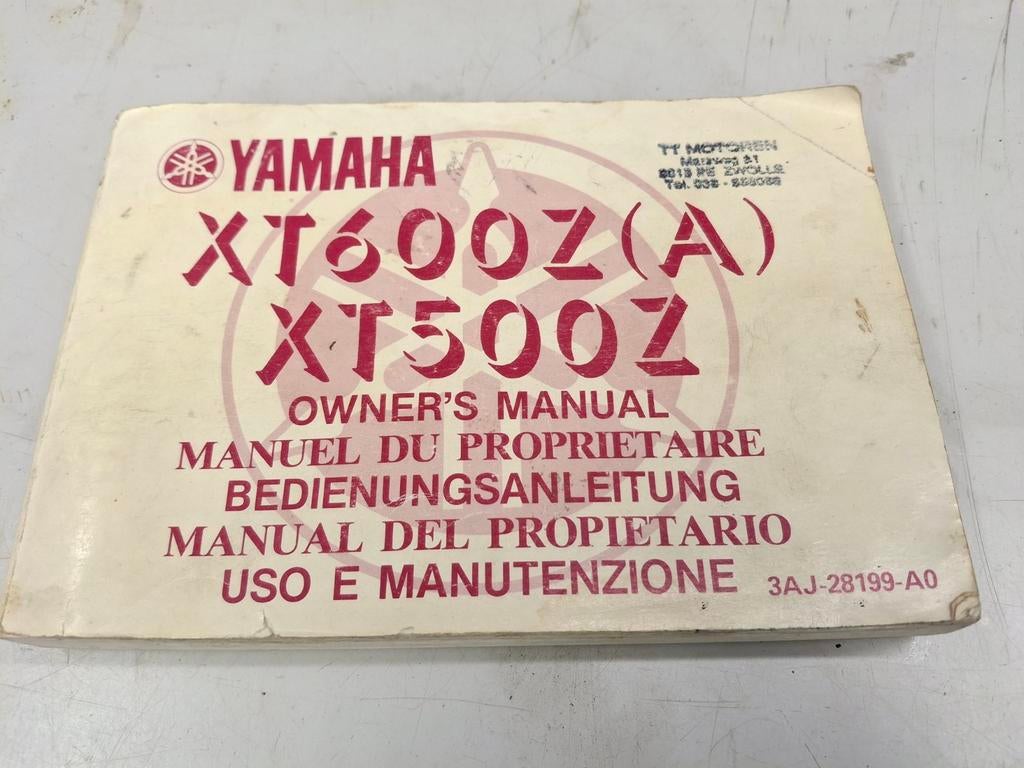 YAMAHA
TT MOTOREN
ZWOLLE
XT600Z(A)
XT500Z
OWNER'S MANUAL
MANUEL DU PROPRIETAIRE
BEDIENUNGSANLEITUNG
MANUAL DEL PROPIETARIO
USO E MANUTENZIONE
3AJ-28199-A0